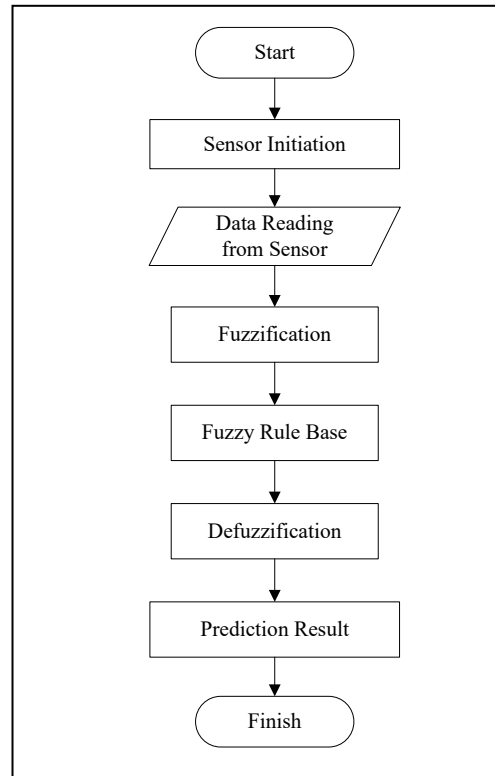 Start
Sensor Initiation
Data Reading
from Sensor
Fuzzification
Fuzzy Rule Base
Defuzzification
Prediction Result
Finish